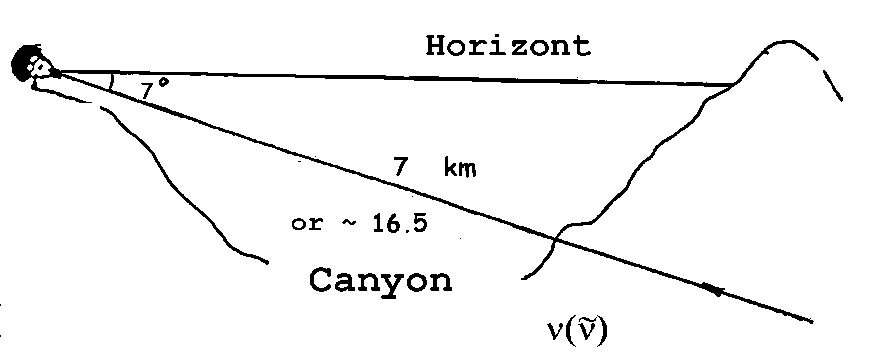 Horizont
7°
7 km
or ~ 16.5
Canyon
ν(ν̃)